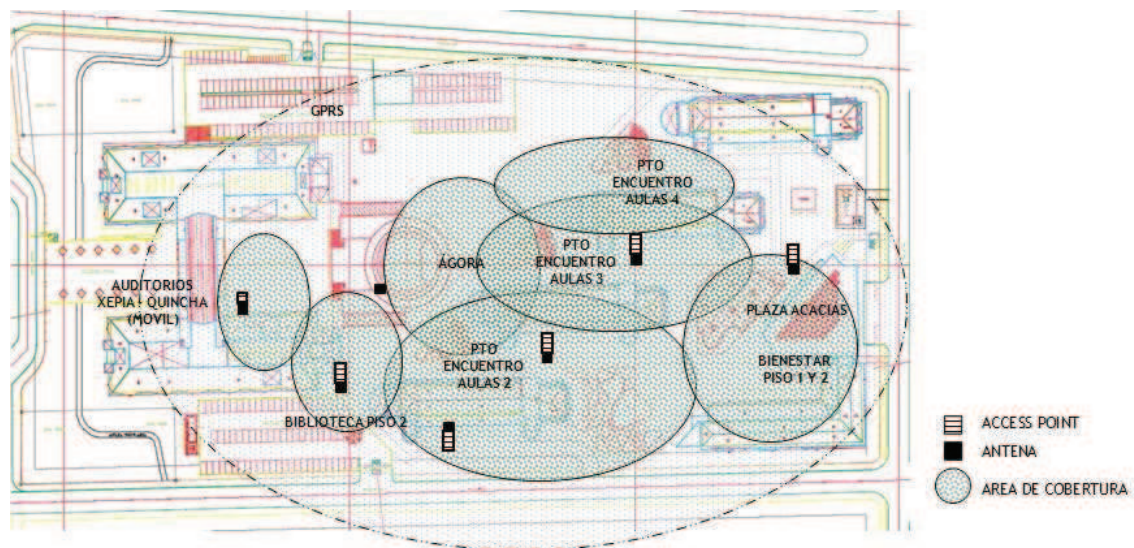 GPRS
PTO
ENCUENTRO
AULAS 4
ÁGORA
PTO
ENCUENTRO
AULAS 3
AUDITORIOS
XEPIA - QUINCHA
(MOVIL)
PLAZA ACACIAS
PTO
ENCUENTRO
AULAS 2
BIENESTAR
PISO 1 Y 2
BIBLIOTECA PISO 2
ACCESS POINT
ANTENA
AREA DE COBERTURA